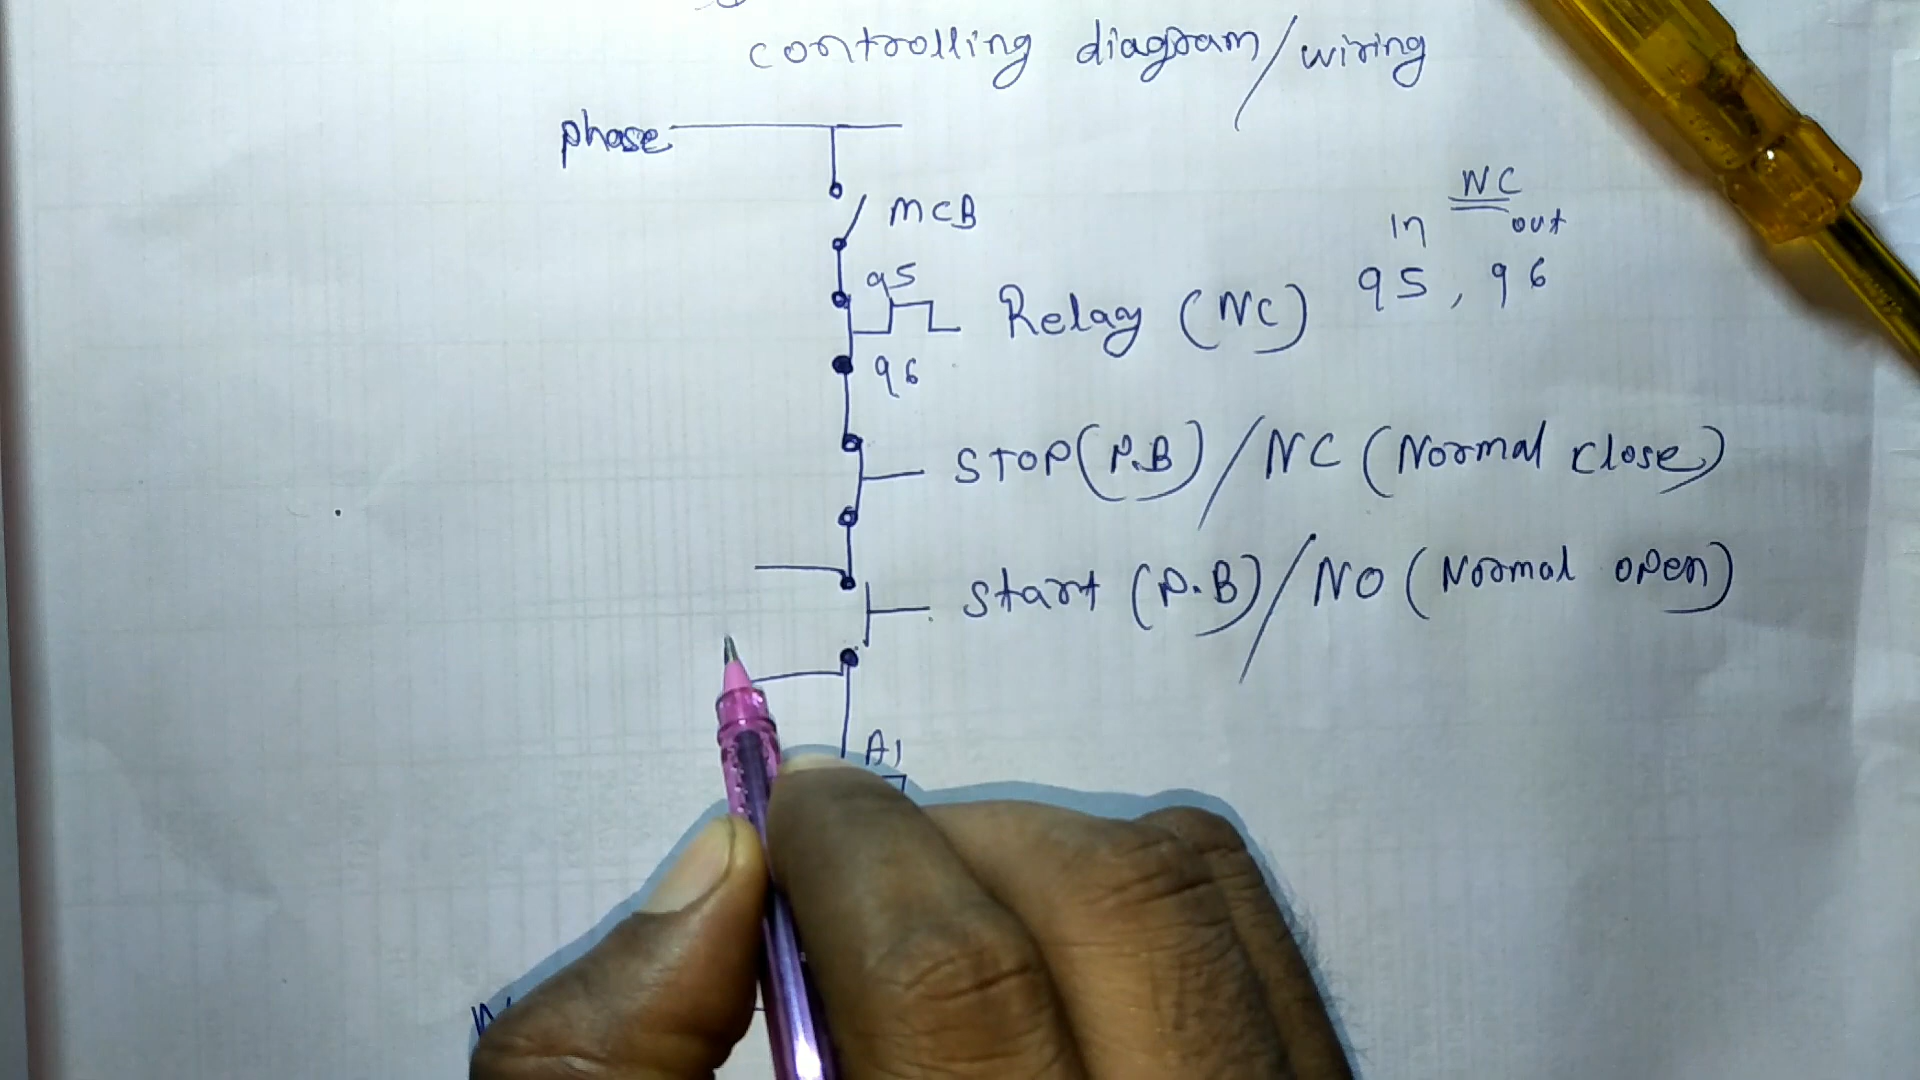 controlling diagram/wiring
phase
MCB
NC
in out
95
Relay (NC) 95, 96
96
STOP(P.B)/NC (Normal close)
Start (P.B)/NO (Normal open)
A1